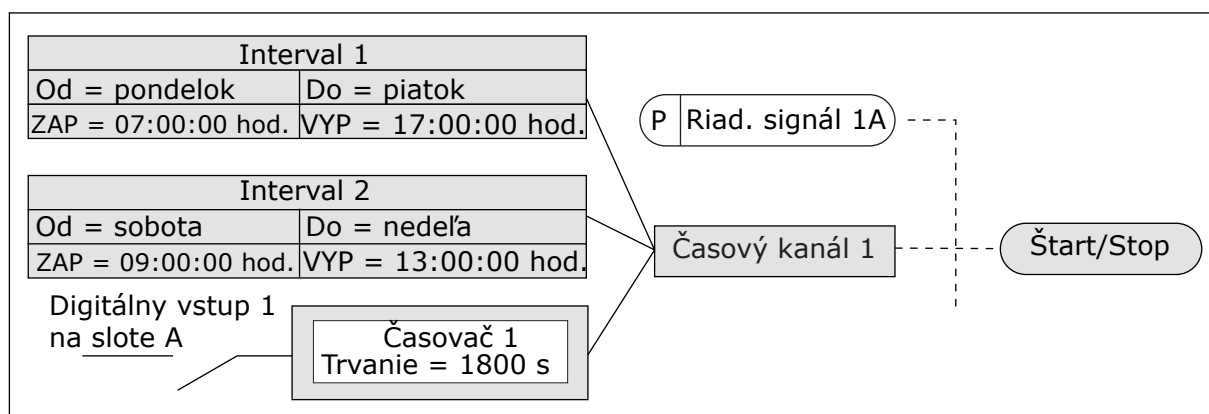 Interval 1
Od = pondelok Do = piatok
ZAP = 07:00:00 hod. VYP = 17:00:00 hod.
P Riad. signál 1A
Interval 2
Od = sobota Do = nedeľa
ZAP = 09:00:00 hod. VYP = 13:00:00 hod.
Časový kanál 1
Štart/Stop
Digitálny vstup 1
na slote A
Časovač 1
Trvanie = 1800 s